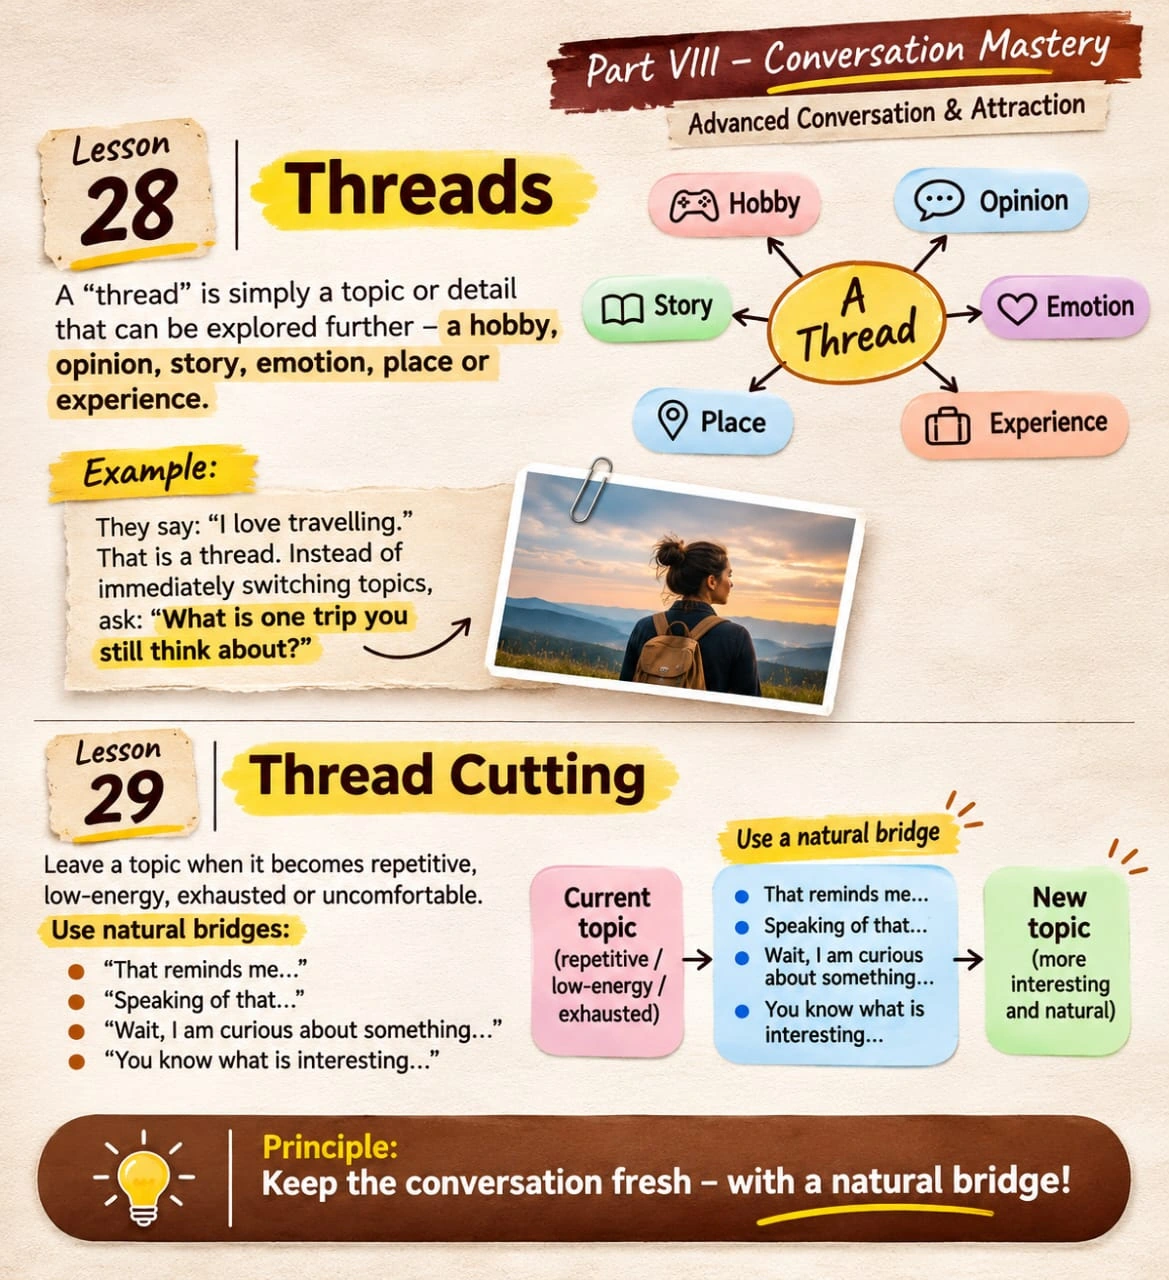 Part VIII – Conversation Mastery
Advanced Conversation & Attraction
Lesson
28
Threads
A “thread” is simply a topic or detail
that can be explored further – a hobby,
opinion, story, emotion, place or
experience.
Hobby
Opinion
Story
A
Thread
Emotion
Place
Experience
Example:
They say: “I love travelling.”
That is a thread. Instead of
immediately switching topics,
ask: “What is one trip you
still think about?”
Lesson
29
Thread Cutting
Leave a topic when it becomes repetitive,
low-energy, exhausted or uncomfortable.
Use natural bridges:
“That reminds me...”
“Speaking of that...”
“Wait, I am curious about something...”
“You know what is interesting...”
Current
topic
(repetitive /
low-energy /
exhausted)
Use a natural bridge
That reminds me...
Speaking of that...
Wait, I am curious
about something...
You know what is
interesting...
New
topic
(more
interesting
and natural)
Principle:
Keep the conversation fresh – with a natural bridge!